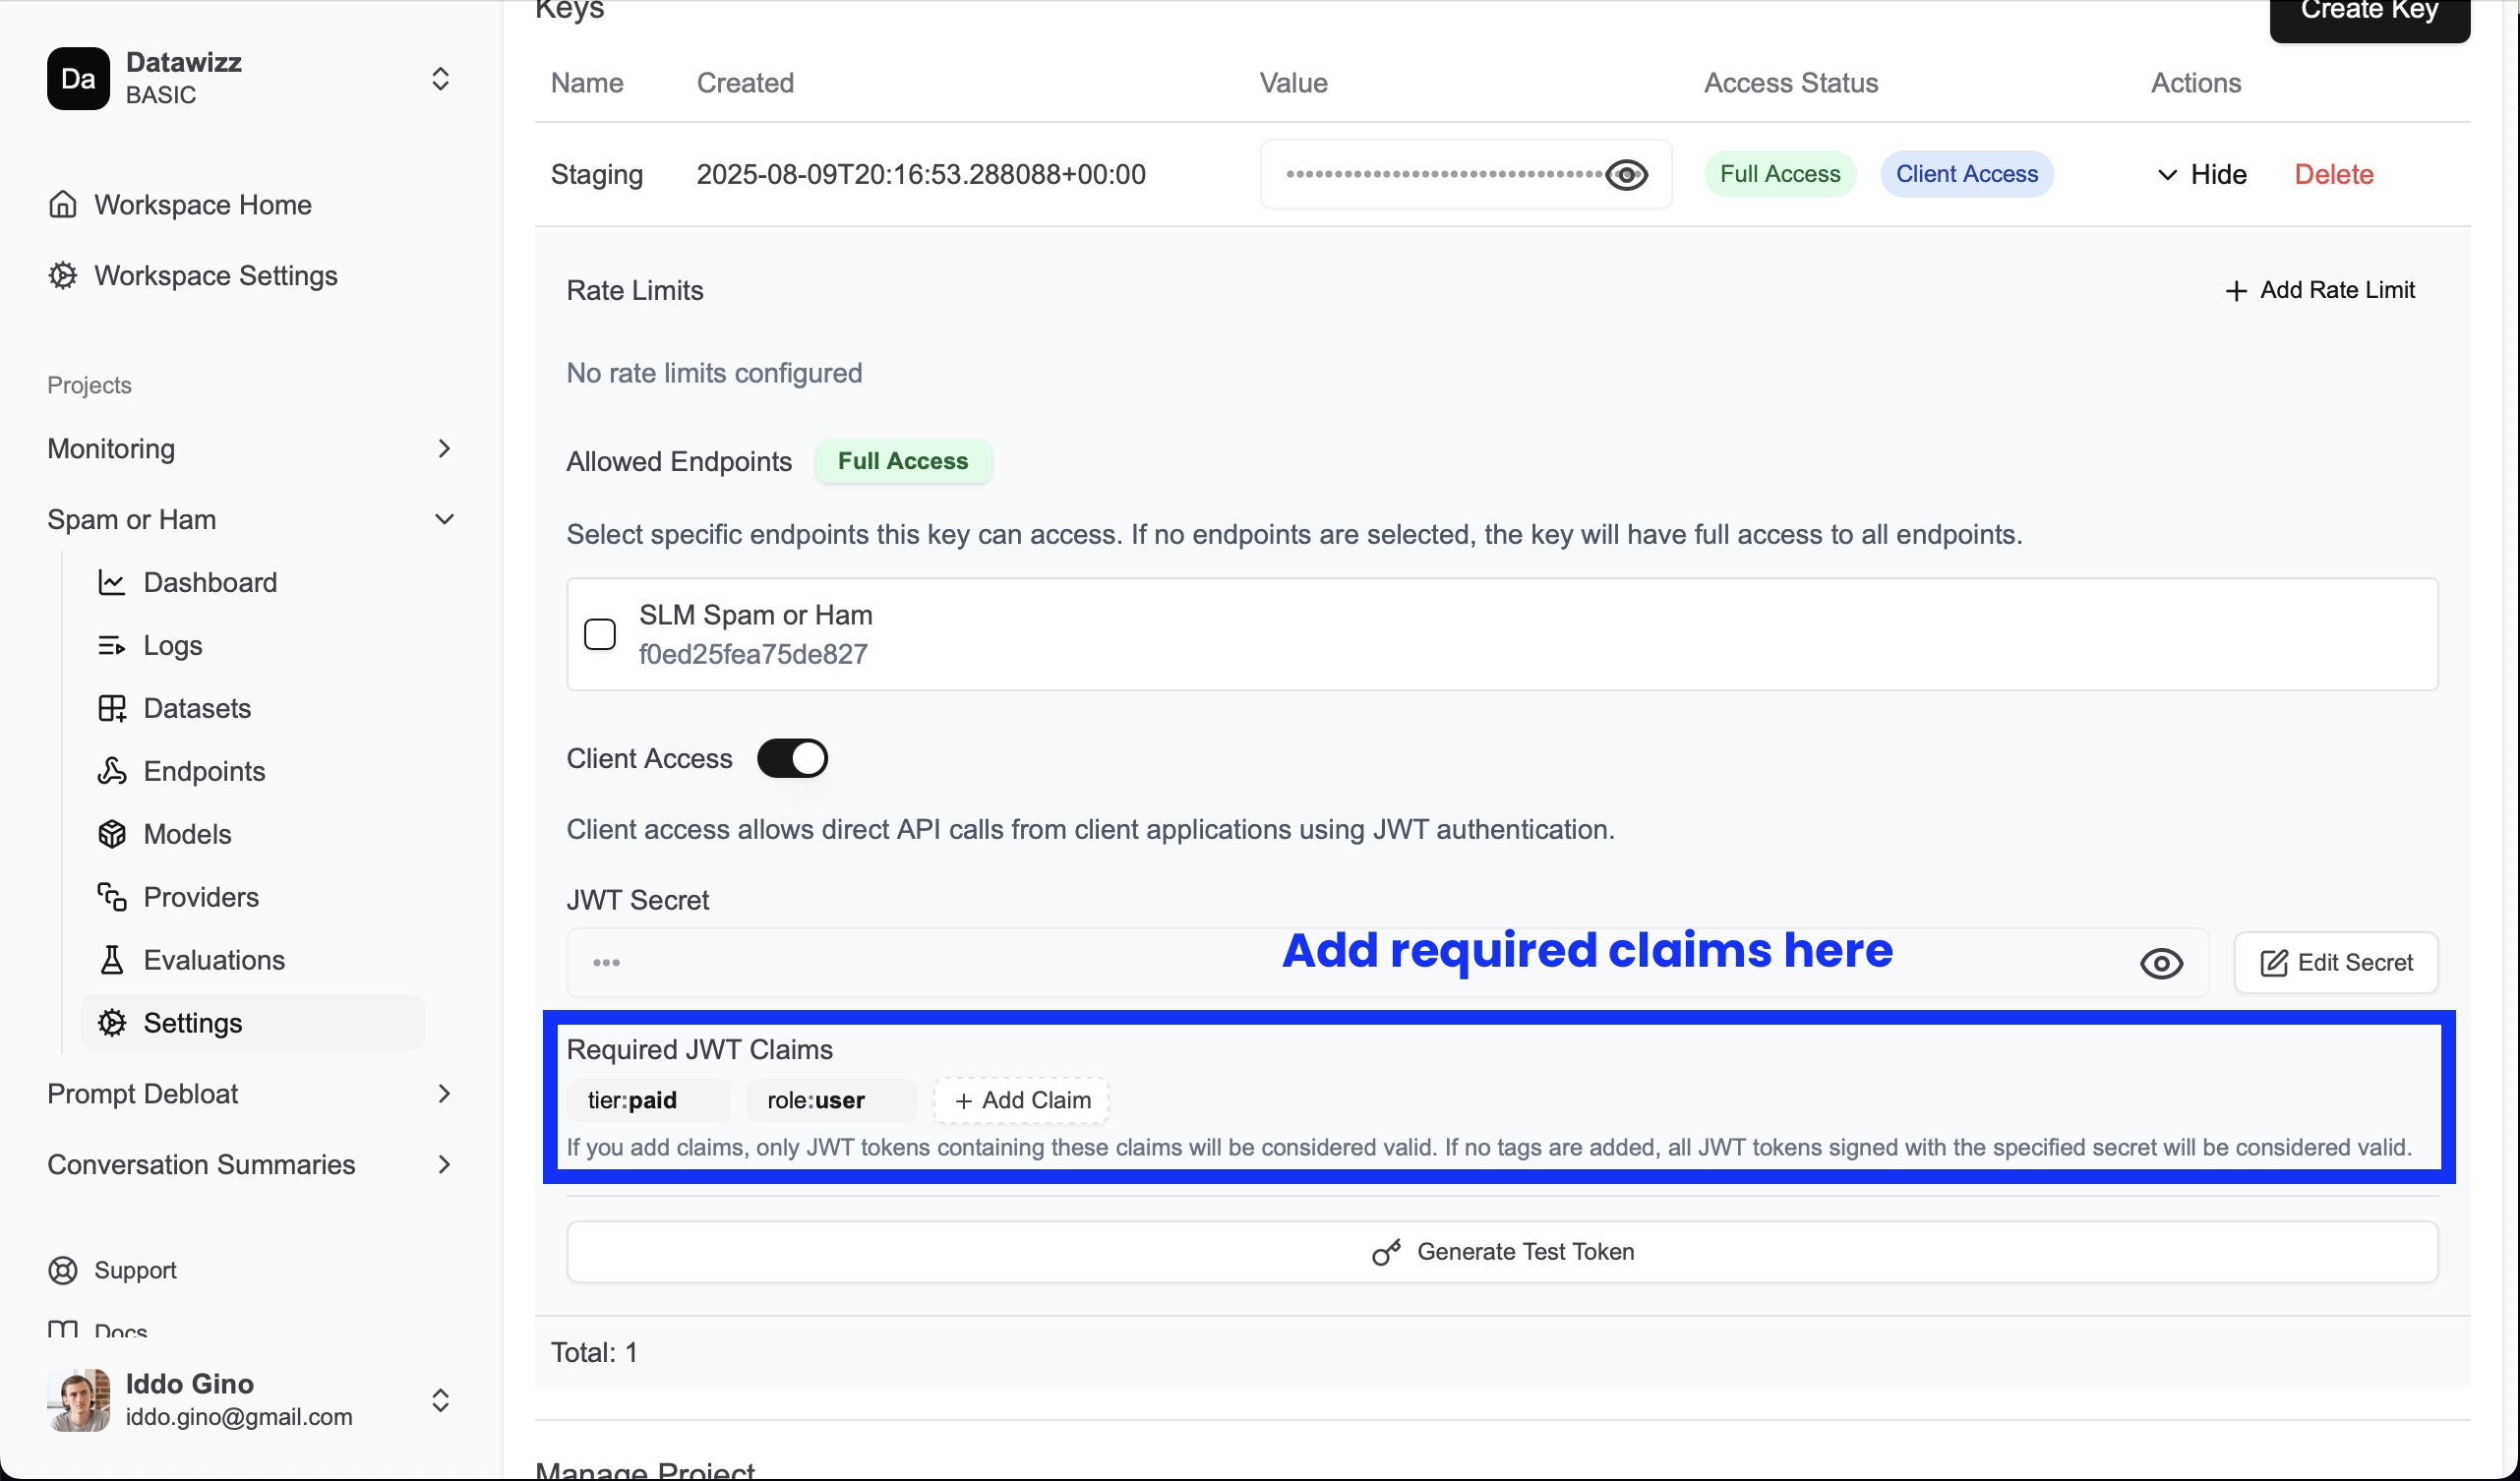 Da
Datawizz
BASIC
Workspace Home
Workspace Settings
Projects
Monitoring
Spam or Ham
Dashboard
Logs
Datasets
Endpoints
Models
Providers
Evaluations
Settings
Prompt Debloat
Conversation Summaries
Support
Docs
Iddo Gino
iddo.gino@gmail.com
Keys
Create Key
Name Created Value Access Status Actions
Staging 2025-08-09T20:16:53.288088+00:00 Full Access Client Access Hide Delete
Rate Limits
+ Add Rate Limit
No rate limits configured
Allowed Endpoints Full Access
Select specific endpoints this key can access. If no endpoints are selected, the key will have full access to all endpoints.
SLM Spam or Ham
f0ed25fea75de827
Client Access
Client access allows direct API calls from client applications using JWT authentication.
JWT Secret
Add required claims here
Edit Secret
Required JWT Claims
tier:paid role:user + Add Claim
If you add claims, only JWT tokens containing these claims will be considered valid. If no tags are added, all JWT tokens signed with the specified secret will be considered valid.
Generate Test Token
Total: 1
Manage Project